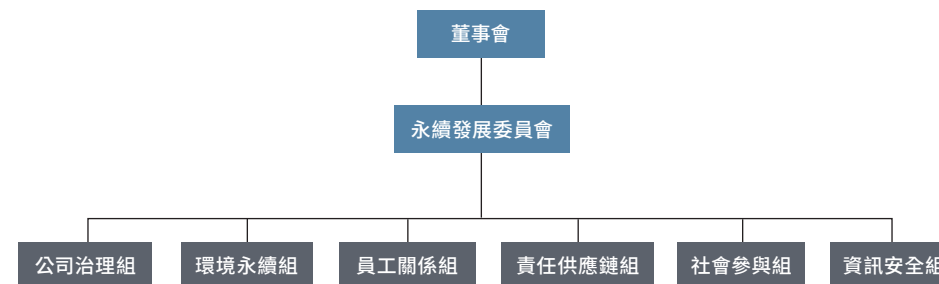 董事會
永續發展委員會
公司治理組
環境永續組
員工關係組
責任供應鏈組
社會參與組
資訊安全組